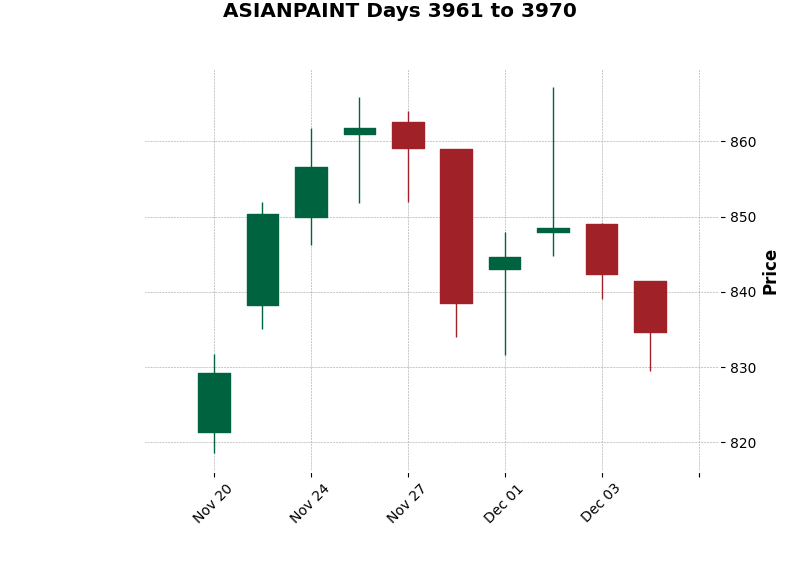 ASIANPAINT Days 3961 to 3970
860
850
840
830
820
Price
Nov 20
Nov 24
Nov 27
Dec 01
Dec 03